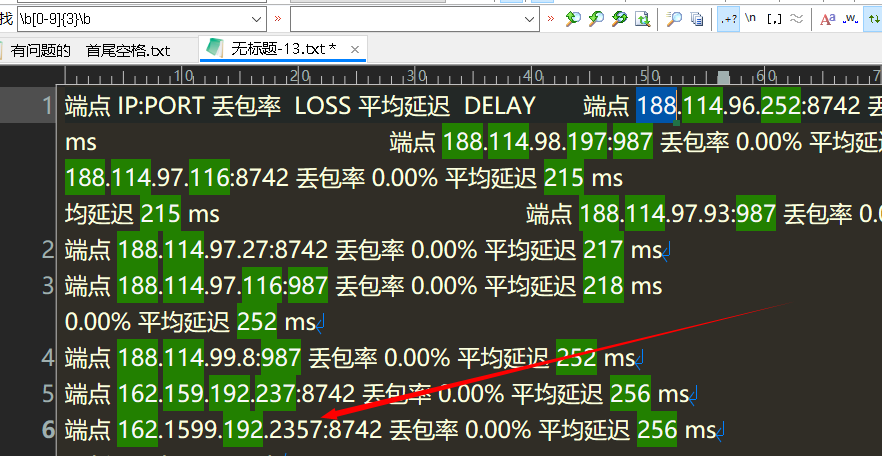 找 \b[0-9]{3}\b
有问题的 首尾空格.txt 无标题-13.txt *
10 20 30 40 50 60
1 端点 IP:PORT 丢包率 LOSS 平均延迟 DELAY 端点 188.114.96.252:8742
ms 端点 188.114.98.197:987 丢包率 0.00% 平均延
188.114.97.116:8742 丢包率 0.00% 平均延迟 215 ms
均延迟 215 ms 端点 188.114.97.93:987 丢包率 0.0
2 端点 188.114.97.27:8742 丢包率 0.00% 平均延迟 217 ms
3 端点 188.114.97.116:987 丢包率 0.00% 平均延迟 218 ms
0.00% 平均延迟 252 ms
4 端点 188.114.99.8:987 丢包率 0.00% 平均延迟 252 ms
5 端点 162.159.192.237:8742 丢包率 0.00% 平均延迟 256 ms
6 端点 162.1599.192.2357:8742 丢包率 0.00% 平均延迟 256 ms